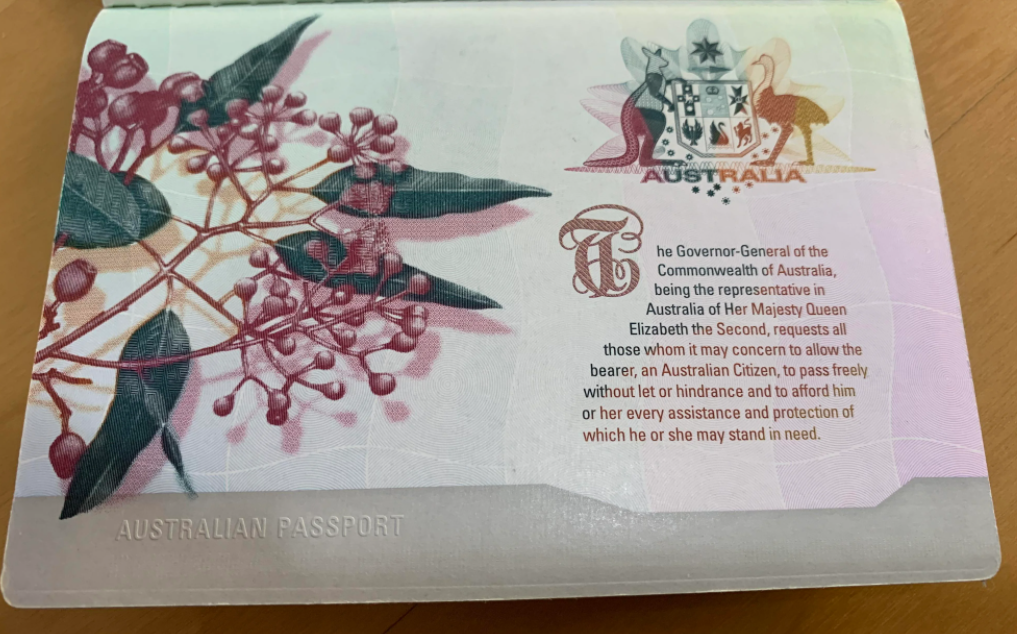 AUSTRALIA
The Governor-General of the
Commonwealth of Australia,
being the representative in
Australia of Her Majesty Queen
Elizabeth the Second, requests all
those whom it may concern to allow the
bearer, an Australian Citizen, to pass freely
without let or hindrance and to afford him
or her every assistance and protection of
which he or she may stand in need.
AUSTRALIAN PASSPORT